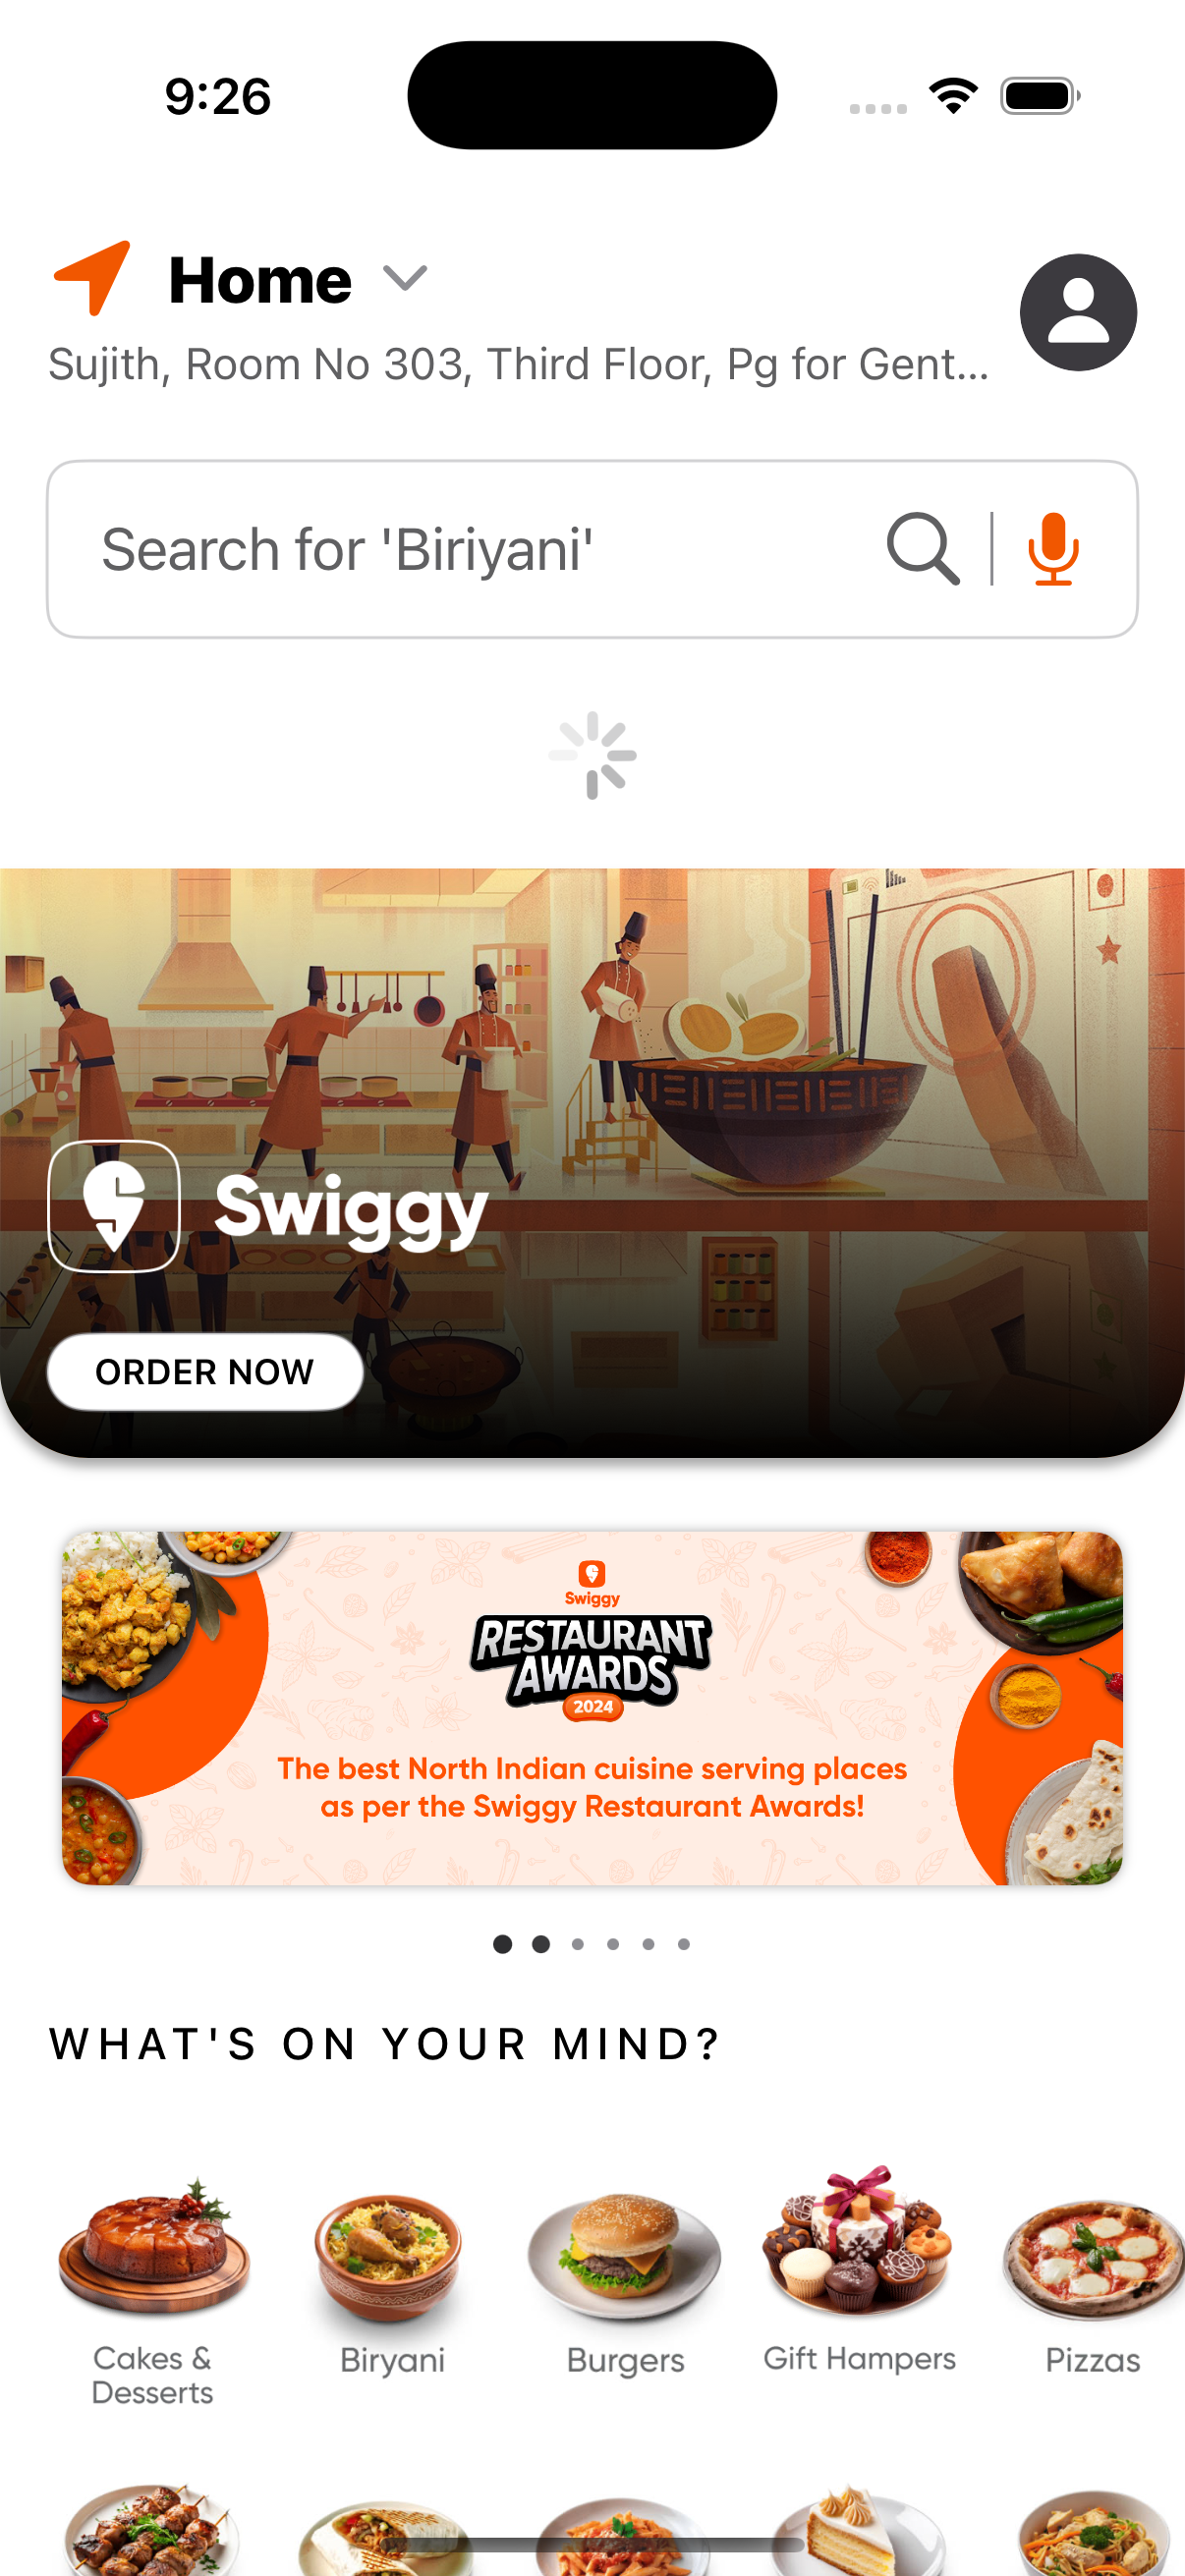 9:26
Home
Sujith, Room No 303, Third Floor, Pg for Gent...
Search for 'Biriyani'
Swiggy
ORDER NOW
Swiggy
RESTAURANT
AWARDS
2024
The best North Indian cuisine serving places
as per the Swiggy Restaurant Awards!
WHAT'S ON YOUR MIND?
Cakes &
Desserts
Biryani
Burgers
Gift Hampers
Pizzas